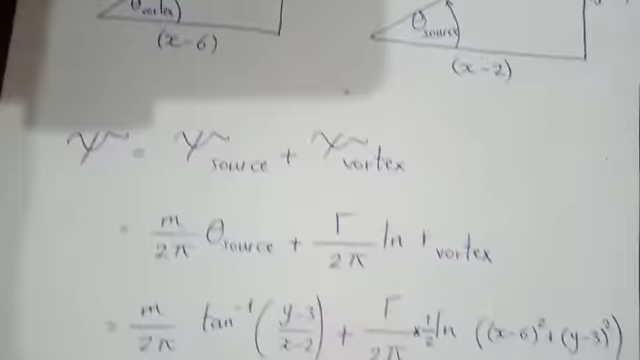 θvortex)
(x-6)
θsource
(x-2)
ψ = ψsource + ψvortex
= m/2π θsource + Γ/2π ln rvortex
= m/2π tan⁻¹((y-3)/(x-2)) + Γ/2π × 1/2 ln ((x-6)² + (y-3)²)